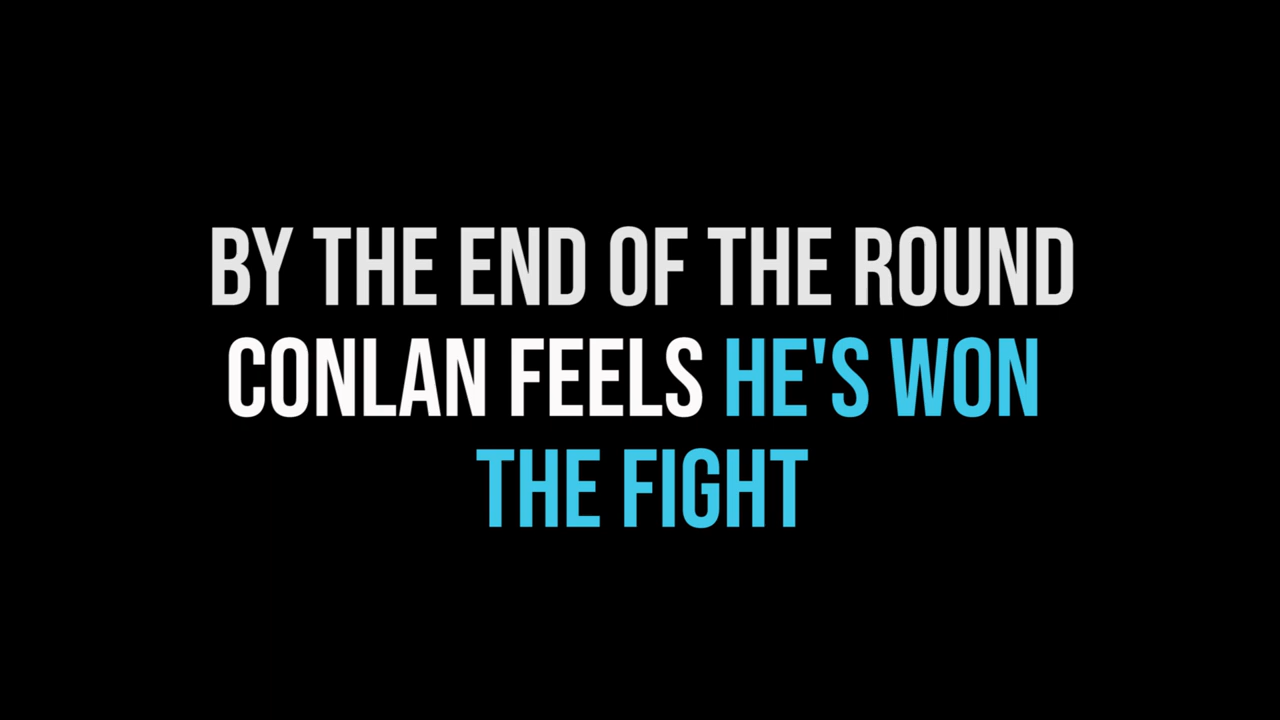 BY THE END OF THE ROUND
CONLAN FEELS HE'S WON
THE FIGHT